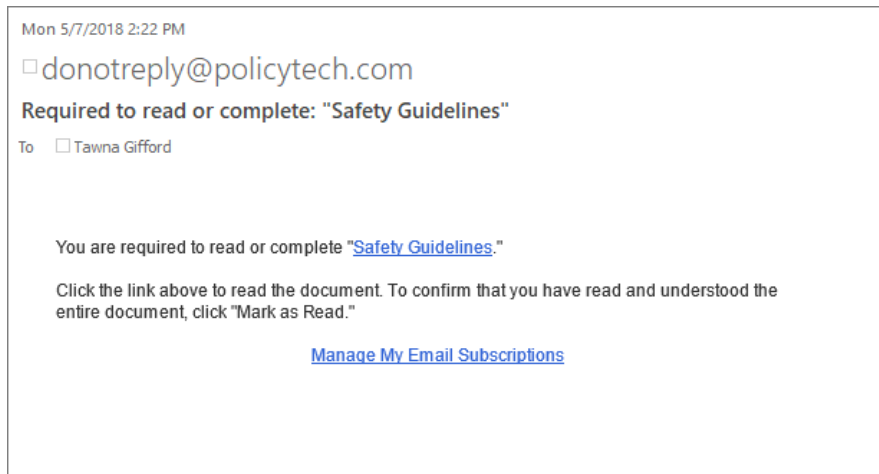 Mon 5/7/2018 2:22 PM
donotreply@policytech.com
Required to read or complete: "Safety Guidelines"
To Tawna Gifford
You are required to read or complete "Safety Guidelines."
Click the link above to read the document. To confirm that you have read and understood the
entire document, click "Mark as Read."
Manage My Email Subscriptions